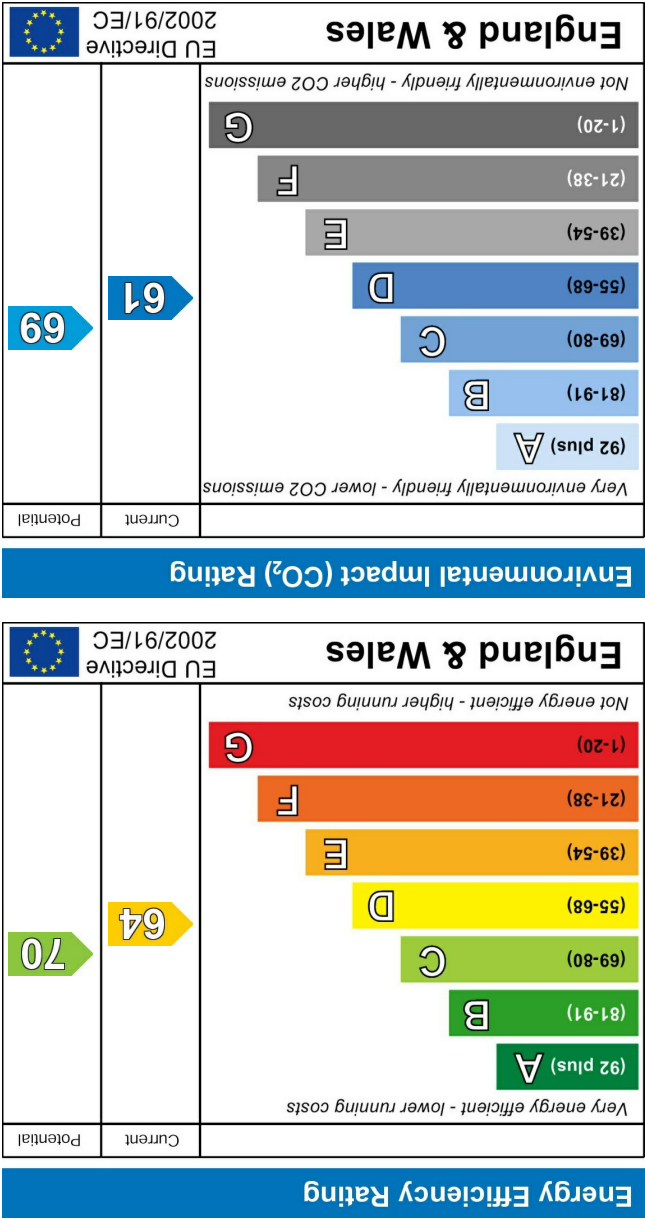 Energy Efficiency Rating
Current
Potential
Very energy efficient - lower running costs
(92 plus) A
(81-91) B
(69-80) C
70
(55-68) D
64
(39-54) E
(21-38) F
(1-20) G
Not energy efficient - higher running costs
England & Wales
EU Directive
2002/91/EC
Environmental Impact (CO₂) Rating
Current
Potential
Very environmentally friendly - lower CO2 emissions
(92 plus) A
(81-91) B
(69-80) C
69
(55-68) D
61
(39-54) E
(21-38) F
(1-20) G
Not environmentally friendly - higher CO2 emissions
England & Wales
EU Directive
2002/91/EC